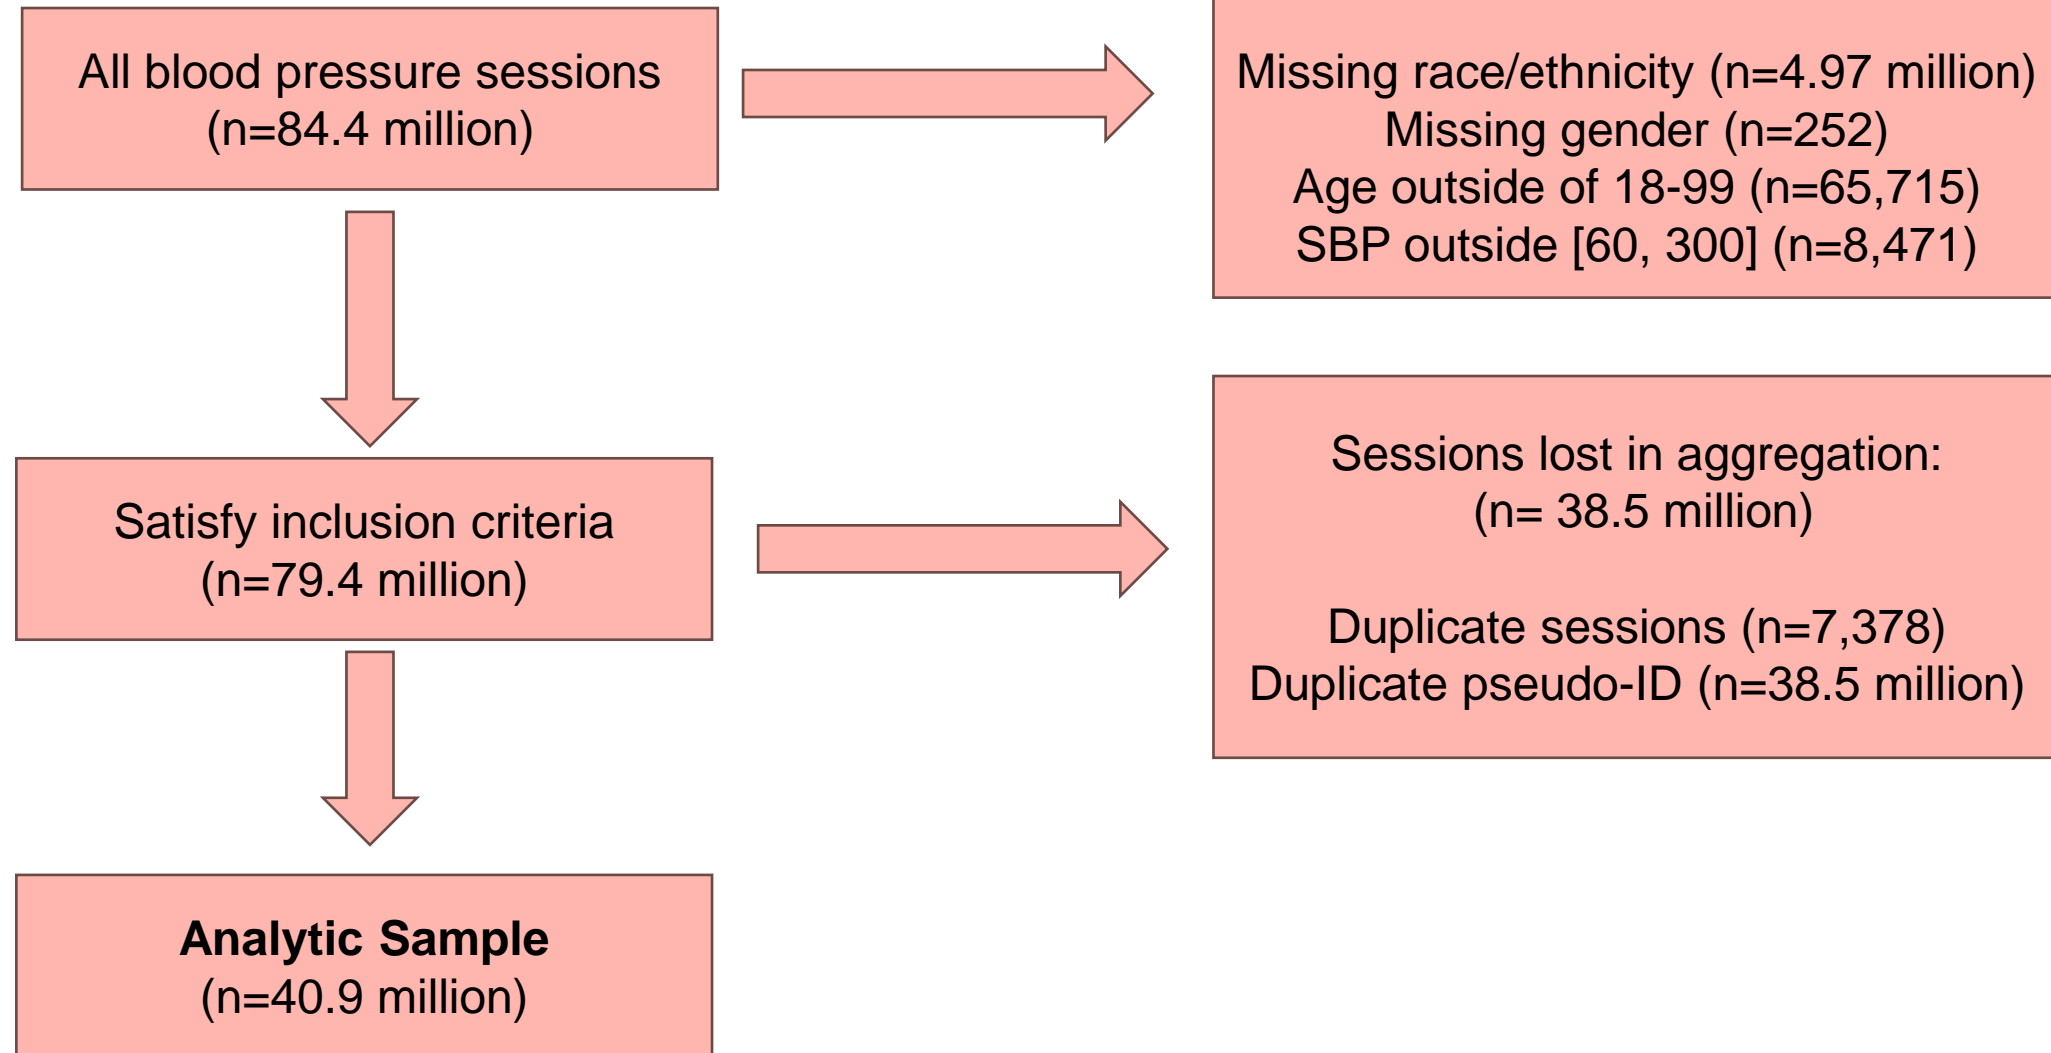 All blood pressure sessions
(n=84.4 million)
Missing race/ethnicity (n=4.97 million)
Missing gender (n=252)
Age outside of 18-99 (n=65,715)
SBP outside [60, 300] (n=8,471)
Satisfy inclusion criteria
(n=79.4 million)
Sessions lost in aggregation:
(n= 38.5 million)
Duplicate sessions (n=7,378)
Duplicate pseudo-ID (n=38.5 million)
Analytic Sample
(n=40.9 million)